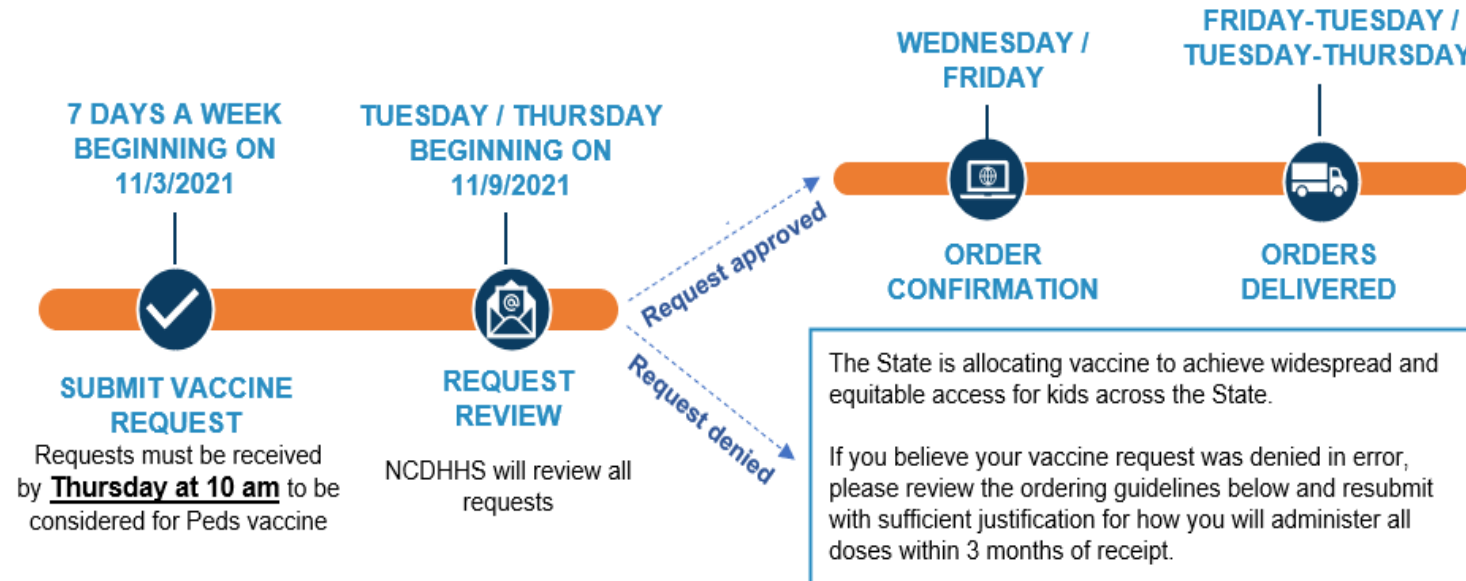 7 DAYS A WEEK
BEGINNING ON
11/3/2021
SUBMIT VACCINE
REQUEST
Requests must be received
by Thursday at 10 am to be
considered for Peds vaccine
TUESDAY / THURSDAY
BEGINNING ON
11/9/2021
@
REQUEST
REVIEW
NCDHHS will review all
requests
Request approved
Request denied
WEDNESDAY /
FRIDAY
ORDER
CONFIRMATION
FRIDAY-TUESDAY /
TUESDAY-THURSDAY
ORDERS
DELIVERED
The State is allocating vaccine to achieve widespread and
equitable access for kids across the State.
If you believe your vaccine request was denied in error,
please review the ordering guidelines below and resubmit
with sufficient justification for how you will administer all
doses within 3 months of receipt.